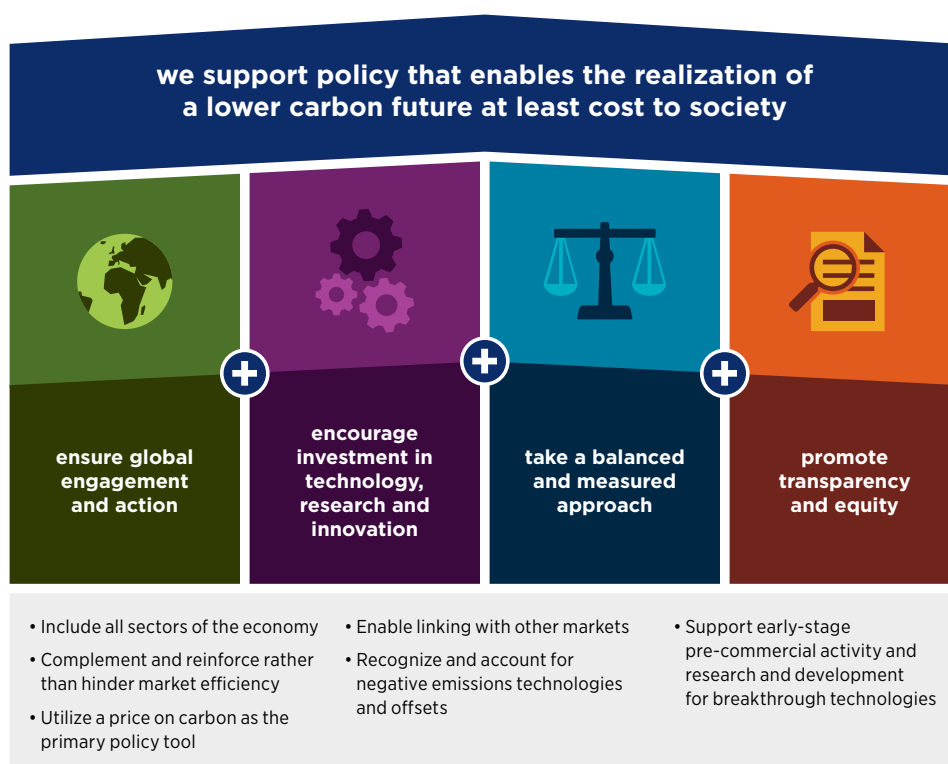 we support policy that enables the realization of
a lower carbon future at least cost to society
ensure global
engagement
and action
encourage
investment in
technology,
research and
innovation
take a balanced
and measured
approach
promote
transparency
and equity
• Include all sectors of the economy
• Complement and reinforce rather
than hinder market efficiency
• Utilize a price on carbon as the
primary policy tool
• Enable linking with other markets
• Recognize and account for
negative emissions technologies
and offsets
• Support early-stage
pre-commercial activity and
research and development
for breakthrough technologies